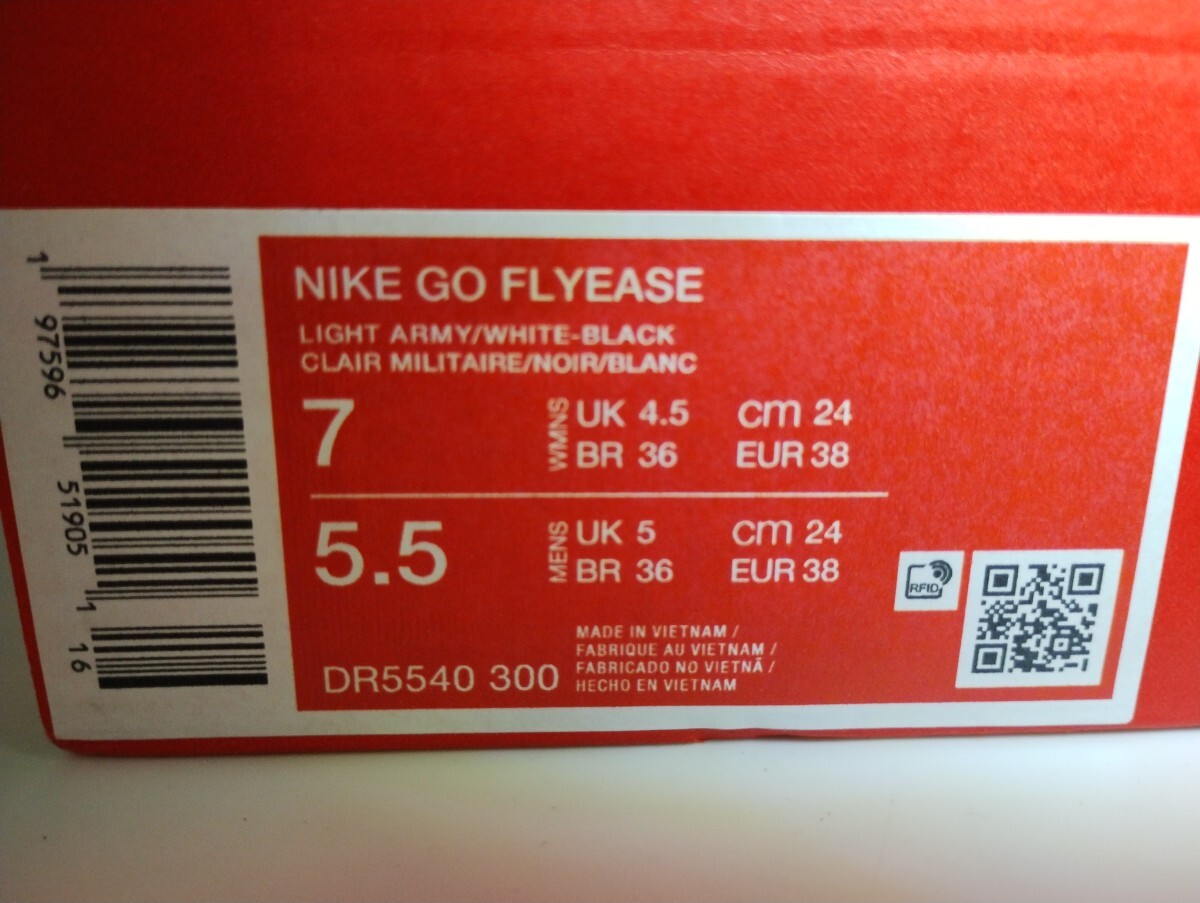 NIKE GO FLYEASE
LIGHT ARMY/WHITE-BLACK
CLAIR MILITAIRE/NOIR/BLANC
7 WMNS UK 4.5 cm 24
BR 36 EUR 38
5.5 MENS UK 5 cm 24
BR 36 EUR 38
DR5540 300
MADE IN VIETNAM /
FABRIQUE AU VIETNAM /
FABRICADO NO VIETNÃ /
HECHO EN VIETNAM
RFID
1 97596 51905 1 16